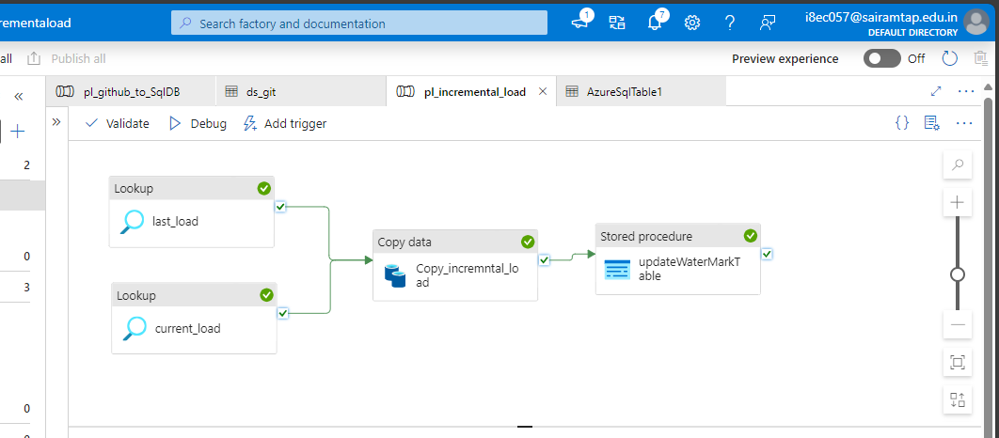 rementaload
Search factory and documentation
1
7
i8ec057@sairamtap.edu.in
DEFAULT DIRECTORY
all
Publish all
Preview experience
Off
pl_github_to_SqlDB
ds_git
pl_incremental_load
AzureSqlTable1
Validate
Debug
Add trigger
2
0
3
0
Lookup
last_load
Lookup
current_load
Copy data
Copy_incremntal_lo
ad
Stored procedure
updateWaterMarkT
able